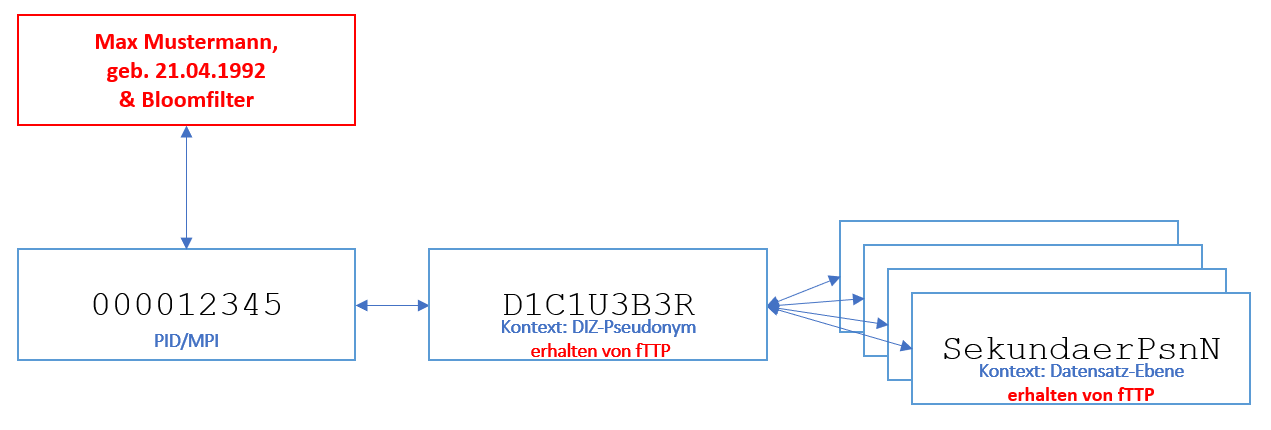 Max Mustermann,
geb. 21.04.1992
& Bloomfilter
000012345
PID/MPI
D1C1U3B3R
Kontext: DIZ-Pseudonym
erhalten von fTTP
SekundaerPsnN
Kontext: Datensatz-Ebene
erhalten von fTTP